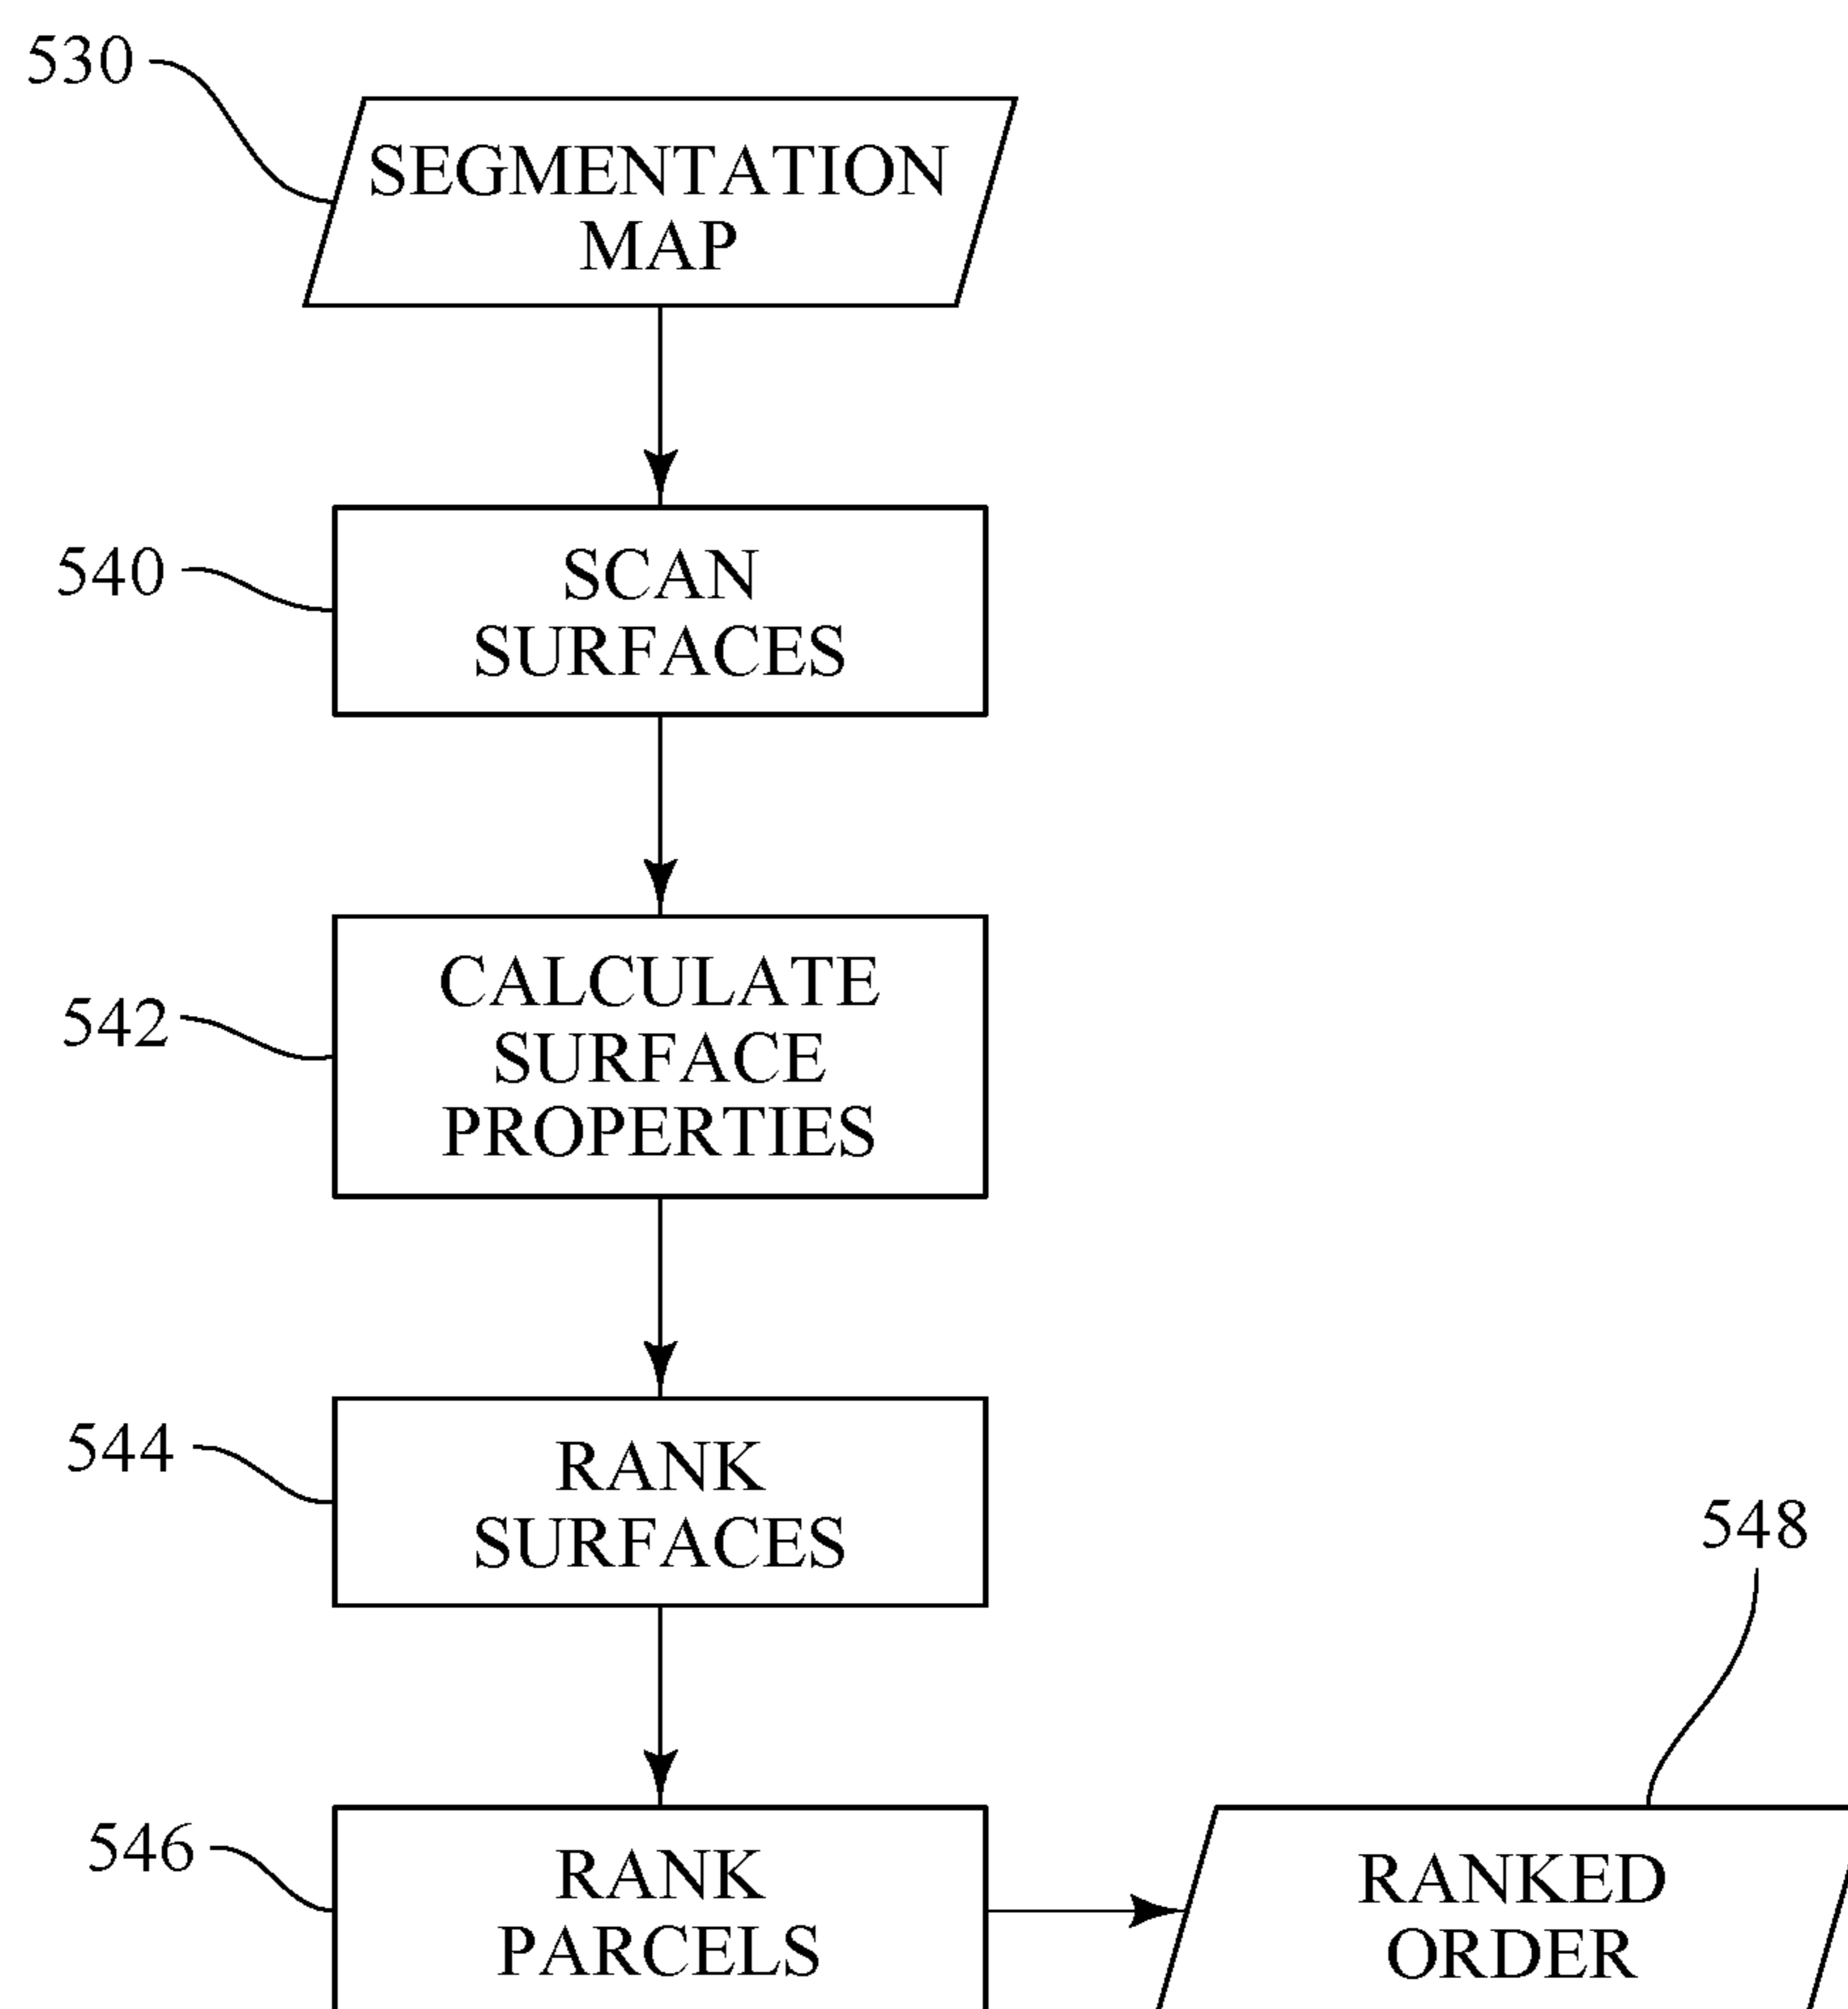 530
SEGMENTATION
MAP
540
SCAN
SURFACES
542
CALCULATE
SURFACE
PROPERTIES
544
RANK
SURFACES
548
546
RANK
PARCELS
RANKED
ORDER